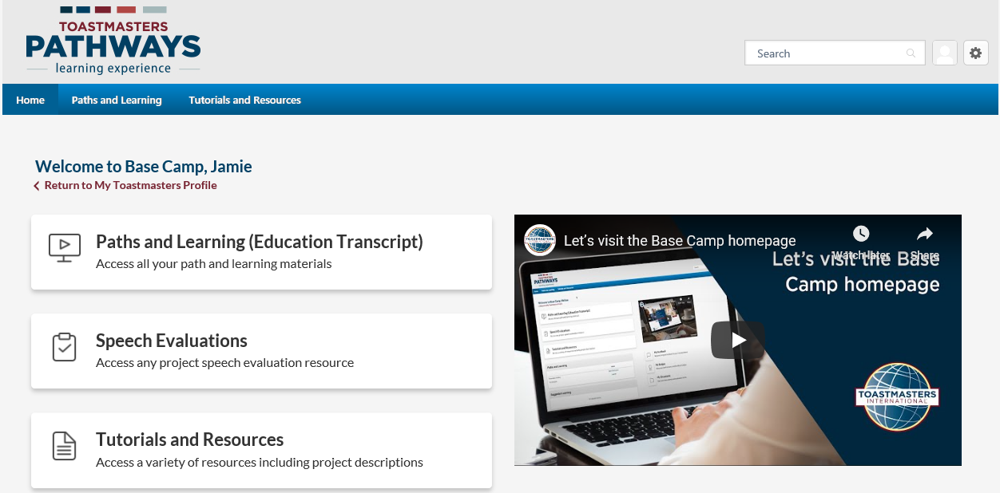 TOASTMASTERS
PATHWAYS
learning experience
Search
Home
Paths and Learning
Tutorials and Resources
Welcome to Base Camp, Jamie
Return to My Toastmasters Profile
Paths and Learning (Education Transcript)
Access all your path and learning materials
Speech Evaluations
Access any project speech evaluation resource
Tutorials and Resources
Access a variety of resources including project descriptions
Let's visit the Base Camp homepage
Watch later
Share
Let's visit the Base
Camp homepage
PATHWAYS
TOASTMASTERS
INTERNATIONAL